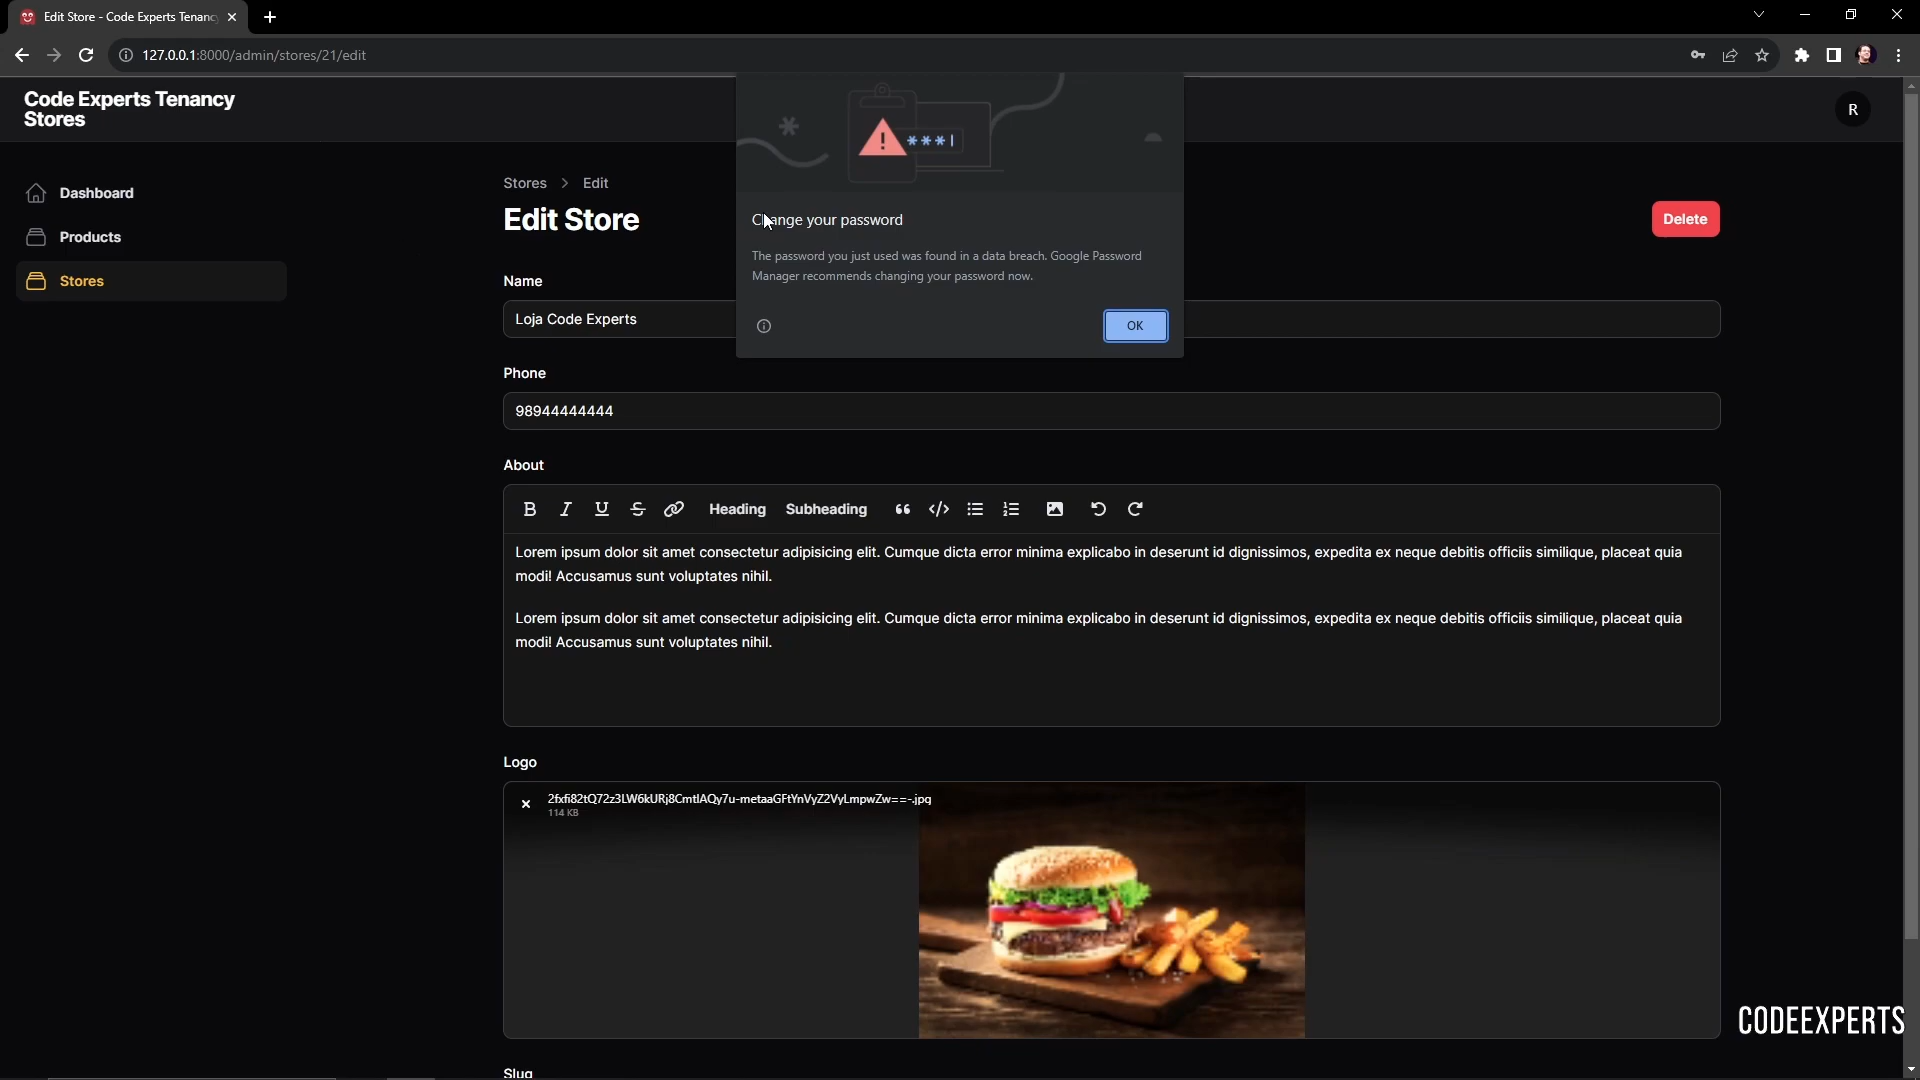 Edit Store - Code Experts Tenanc
127.0.0.1:8000/admin/stores/21/edit
Code Experts Tenancy
Stores
R
Dashboard
Products
Stores
Stores > Edit
Edit Store
Delete
***
Change your password
The password you just used was found in a data breach. Google Password
Manager recommends changing your password now.
OK
Name
Loja Code Experts
Phone
98944444444
About
Heading Subheading
Lorem ipsum dolor sit amet consectetur adipisicing elit. Cumque dicta error minima explicabo in deserunt id dignissimos, expedita ex neque debitis officiis similique, placeat quia
modi! Accusamus sunt voluptates nihil.
Lorem ipsum dolor sit amet consectetur adipisicing elit. Cumque dicta error minima explicabo in deserunt id dignissimos, expedita ex neque debitis officiis similique, placeat quia
modi! Accusamus sunt voluptates nihil.
Logo
2fxfi82tQ72z3LW6kURj8CmtlAQy7u-metaaGFtYnVyZ2VyLmpwZw==-.jpg
114 KB
CODEEXPERTS
Slug